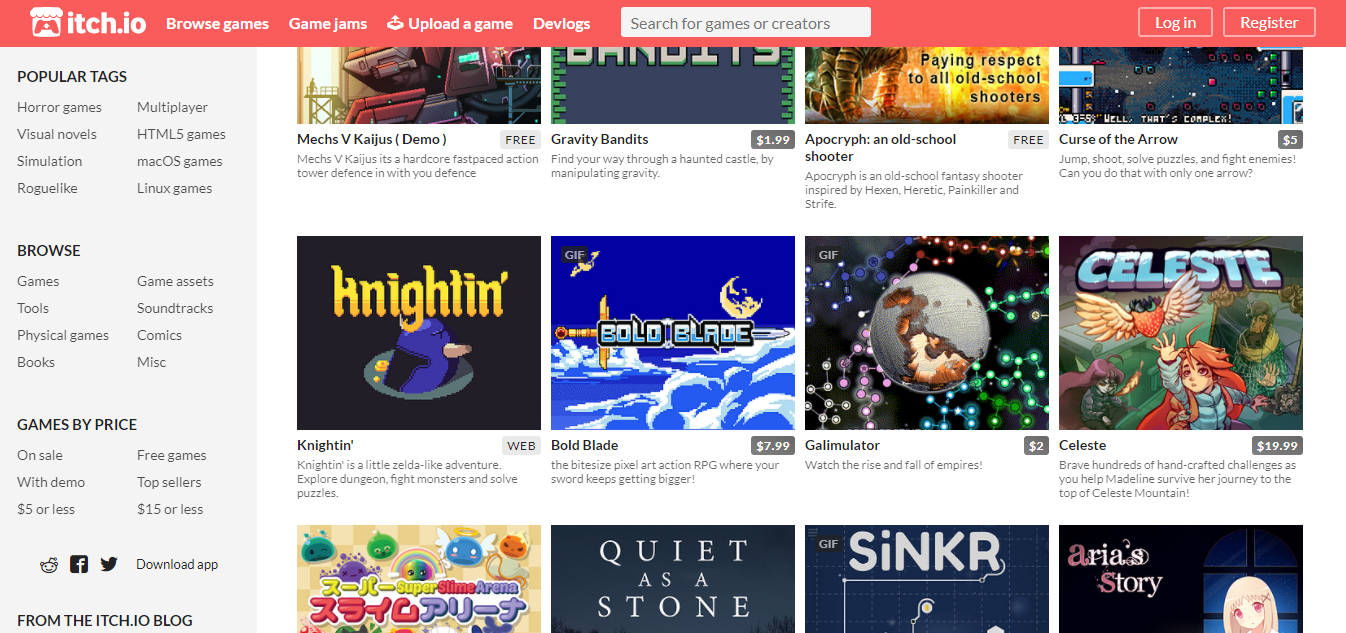 itch.io Browse games Game jams Upload a game Devlogs Search for games or creators Log in Register
POPULAR TAGS
Horror games Multiplayer
Visual novels HTML5 games
Simulation macOS games
Roguelike Linux games
BROWSE
Games Game assets
Tools Soundtracks
Physical games Comics
Books Misc
GAMES BY PRICE
On sale Free games
With demo Top sellers
$5 or less $15 or less
Download app
FROM THE ITCH.IO BLOG
Mechs V Kaijus ( Demo ) FREE
Mechs V Kaijus its a hardcore fastpaced action
tower defence in with you defence
BANDITS
Gravity Bandits $1.99
Find your way through a haunted castle, by
manipulating gravity.
Paying respect
to all old-school
shooters
Apocryph: an old-school
shooter FREE
Apocryph is an old-school fantasy shooter
inspired by Hexen, Heretic, Painkiller and
Strife.
WELL, THAT'S COMPLEX!
Curse of the Arrow $5
Jump, shoot, solve puzzles, and fight enemies!
Can you do that with only one arrow?
knightin'
Knightin' WEB
Knightin' is a little zelda-like adventure.
Explore dungeon, fight monsters and solve
puzzles.
GIF
BOLD BLADE
Bold Blade $7.99
the bitesize pixel art action RPG where your
sword keeps getting bigger!
GIF
Galimulator $2
Watch the rise and fall of empires!
CELESTE
Celeste $19.99
Brave hundreds of hand-crafted challenges as
you help Madeline survive her journey to the
top of Celeste Mountain!
スーパー SuperSlimeArena
スライムアリーナ
QUIET
AS A
STONE
GIF
SiNKR
aria's
Story